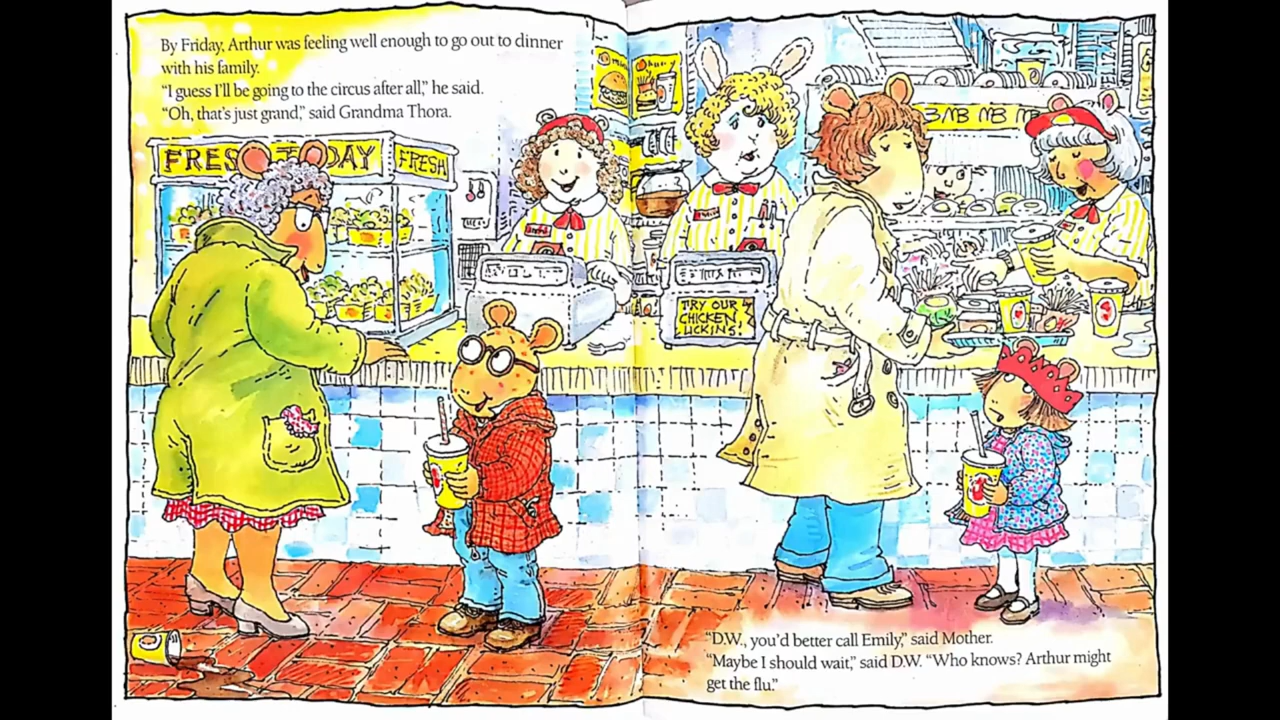 By Friday, Arthur was feeling well enough to go out to dinner
with his family.
“I guess I’ll be going to the circus after all,” he said.
“Oh, that’s just grand,” said Grandma Thora.
FRESH
TRY OUR
CHICKEN
LICKINS!
“D.W., you’d better call Emily,” said Mother.
“Maybe I should wait,” said D.W. “Who knows? Arthur might
get the flu.”